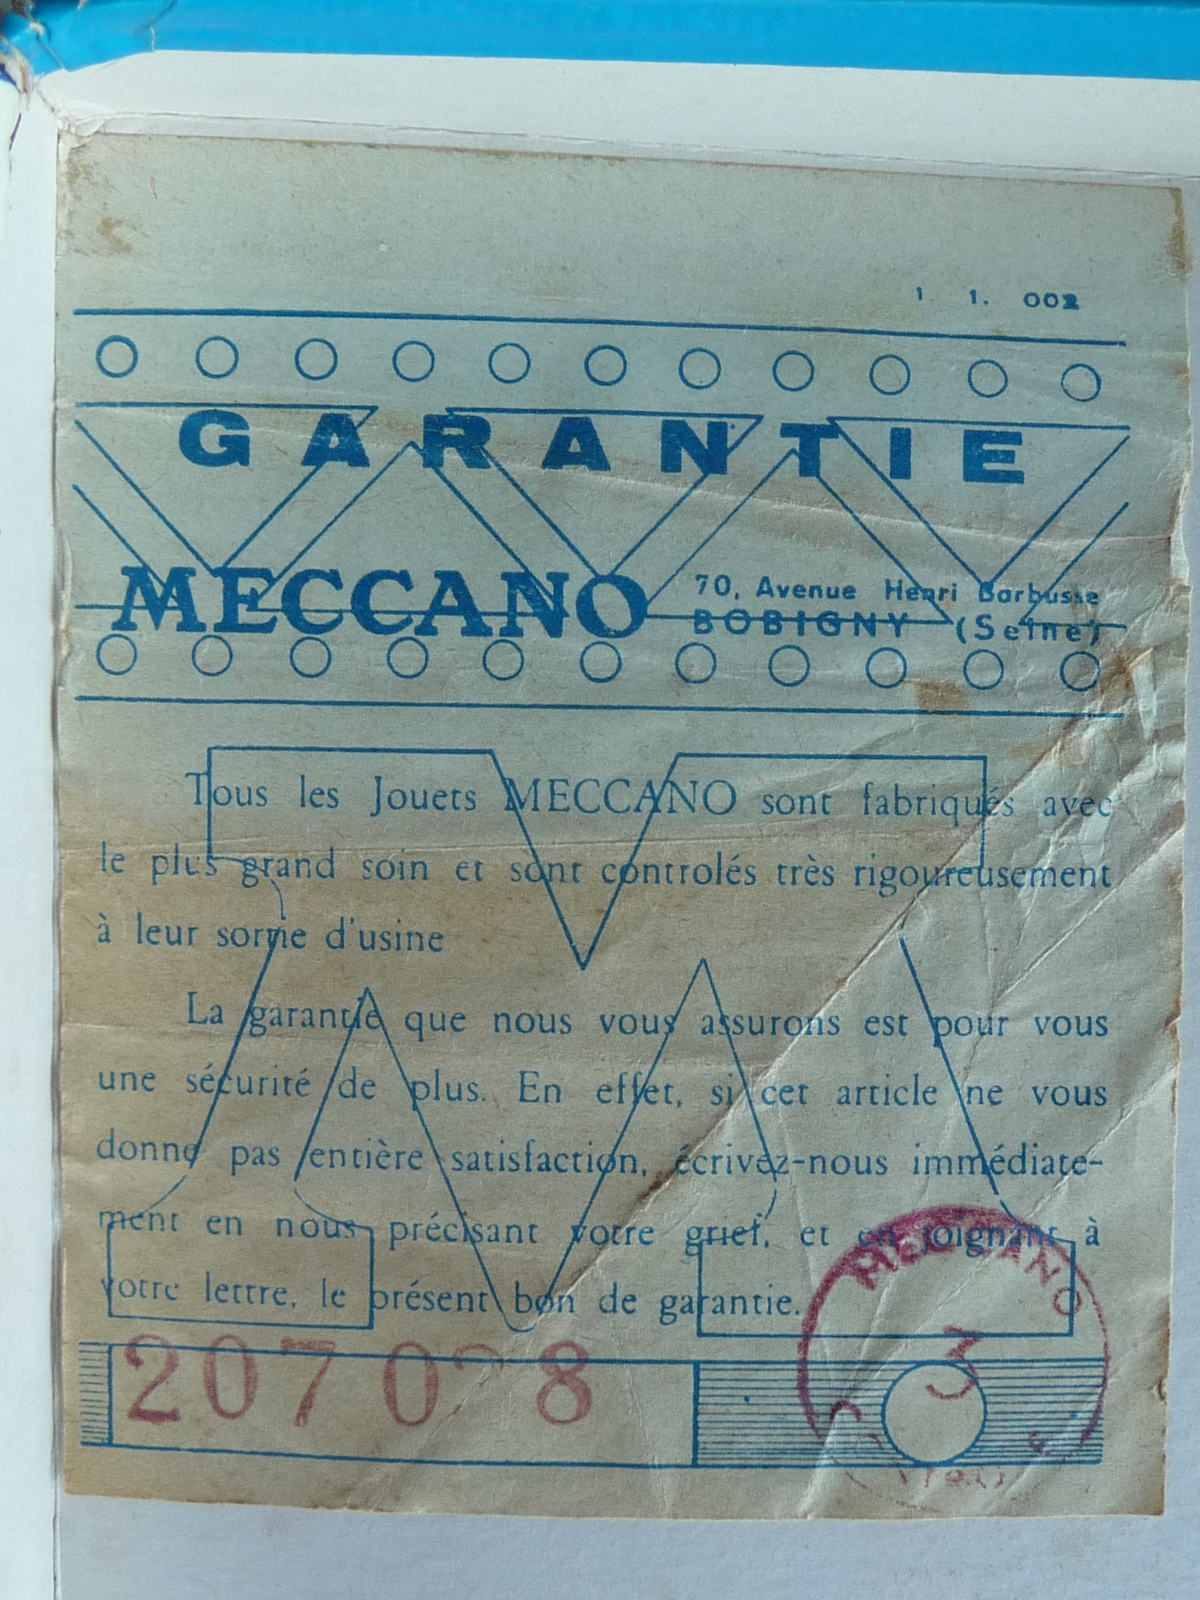 1 1. 002
GARANTIE
MECCANO
70, Avenue Henri Barbusse
BOBIGNY (Seine)
Tous les Jouets MECCANO sont fabriqués avec
le plus grand soin et sont controlés très rigoureusement
à leur sortie d'usine
La garantie que nous vous assurons est pour vous
une sécurité de plus. En effet, si cet article ne vous
donne pas entière satisfaction, écrivez-nous immédiate-
ment en nous précisant votre grief, et en joignant à
votre lettre, le présent bon de garantie.
MECCANO
3